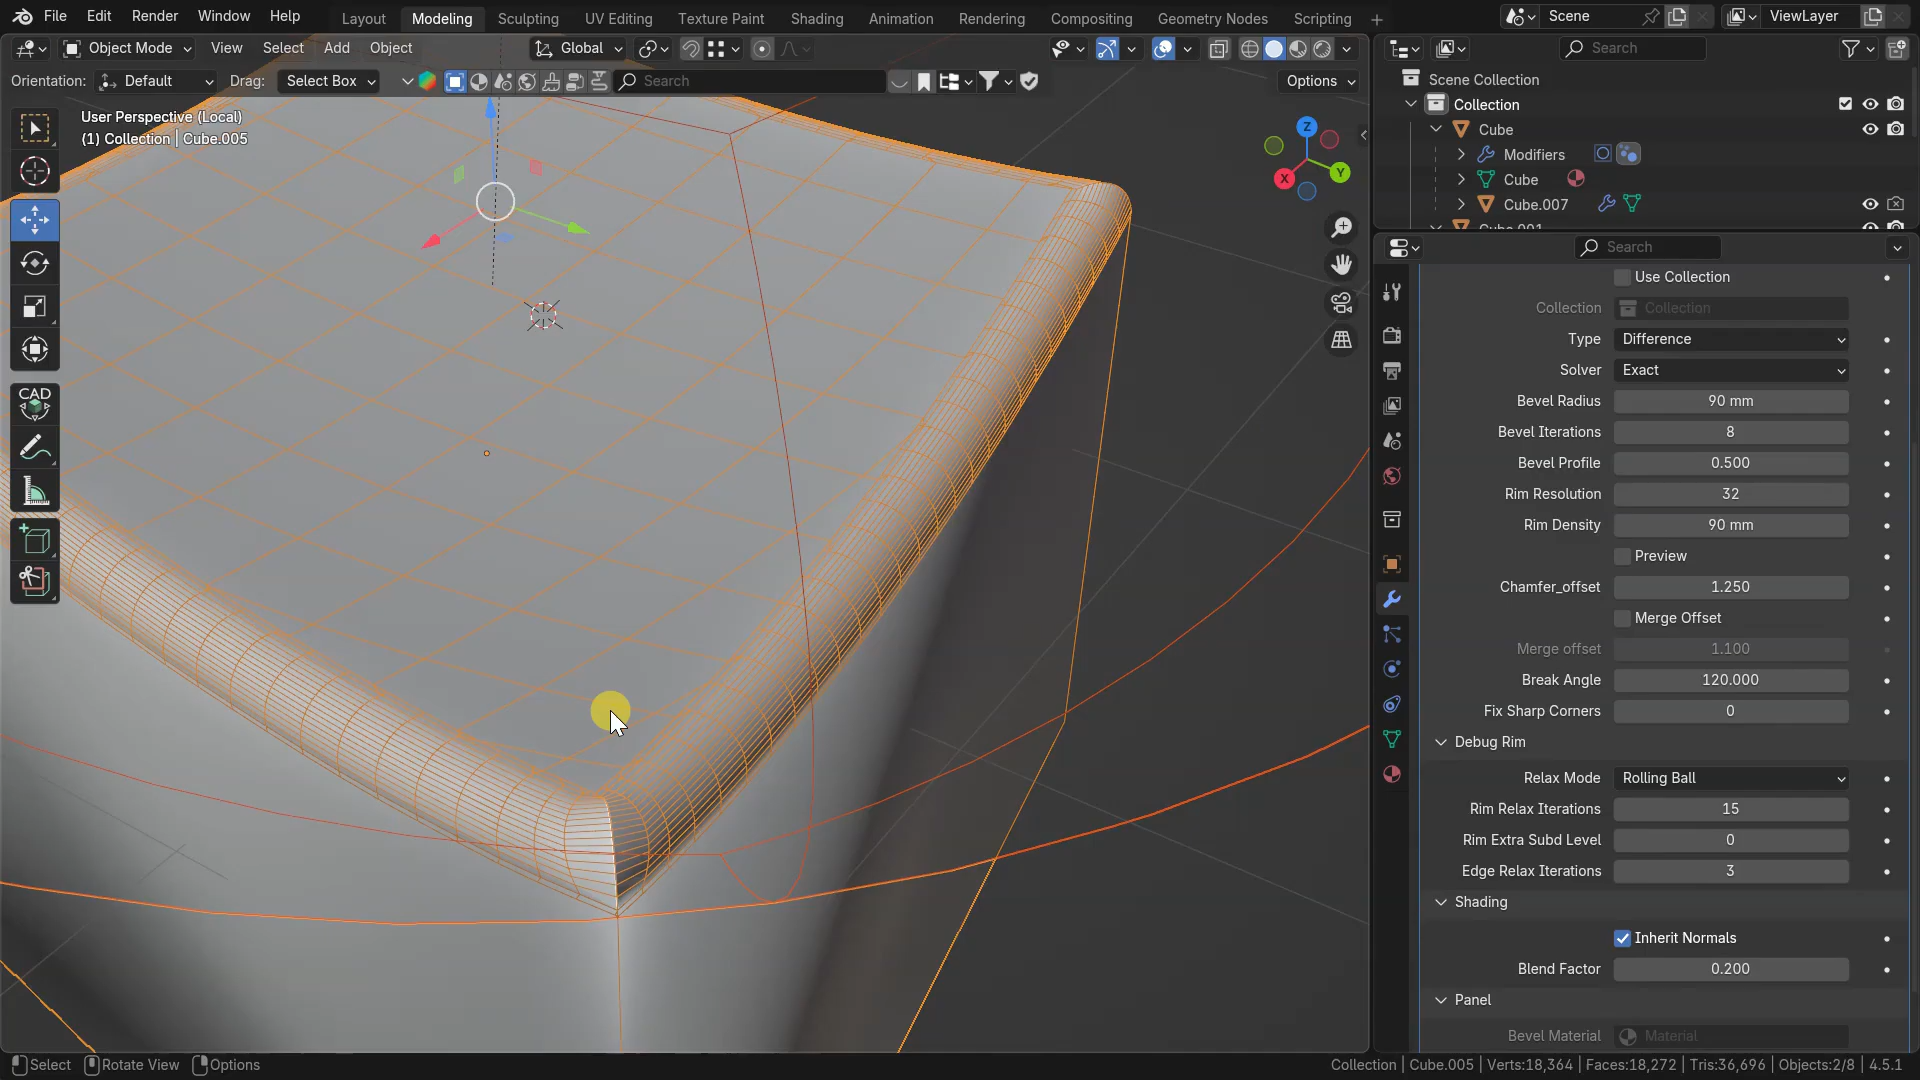 File Edit Render Window Help
Layout Modeling Sculpting UV Editing Texture Paint Shading Animation Rendering Compositing Geometry Nodes Scripting +
Scene
ViewLayer
Object Mode View Select Add Object
Global
Search
Orientation: Default Drag: Select Box
Search
Options
User Perspective (Local)
(1) Collection | Cube.005
Z
Y
X
CAD
Scene Collection
Collection
Cube
Modifiers
Cube
Cube.007
Cube.001
Search
Use Collection
Collection Collection
Type Difference
Solver Exact
Bevel Radius 90 mm
Bevel Iterations 8
Bevel Profile 0.500
Rim Resolution 32
Rim Density 90 mm
Preview
Chamfer_offset 1.250
Merge Offset
Merge offset 1.100
Break Angle 120.000
Fix Sharp Corners 0
Debug Rim
Relax Mode Rolling Ball
Rim Relax Iterations 15
Rim Extra Subd Level 0
Edge Relax Iterations 3
Shading
Inherit Normals
Blend Factor 0.200
Panel
Bevel Material Material
Select Rotate View Options
Collection | Cube.005 | Verts:18,364 | Faces:18,272 | Tris:36,696 | Objects:2/8 | 4.5.1